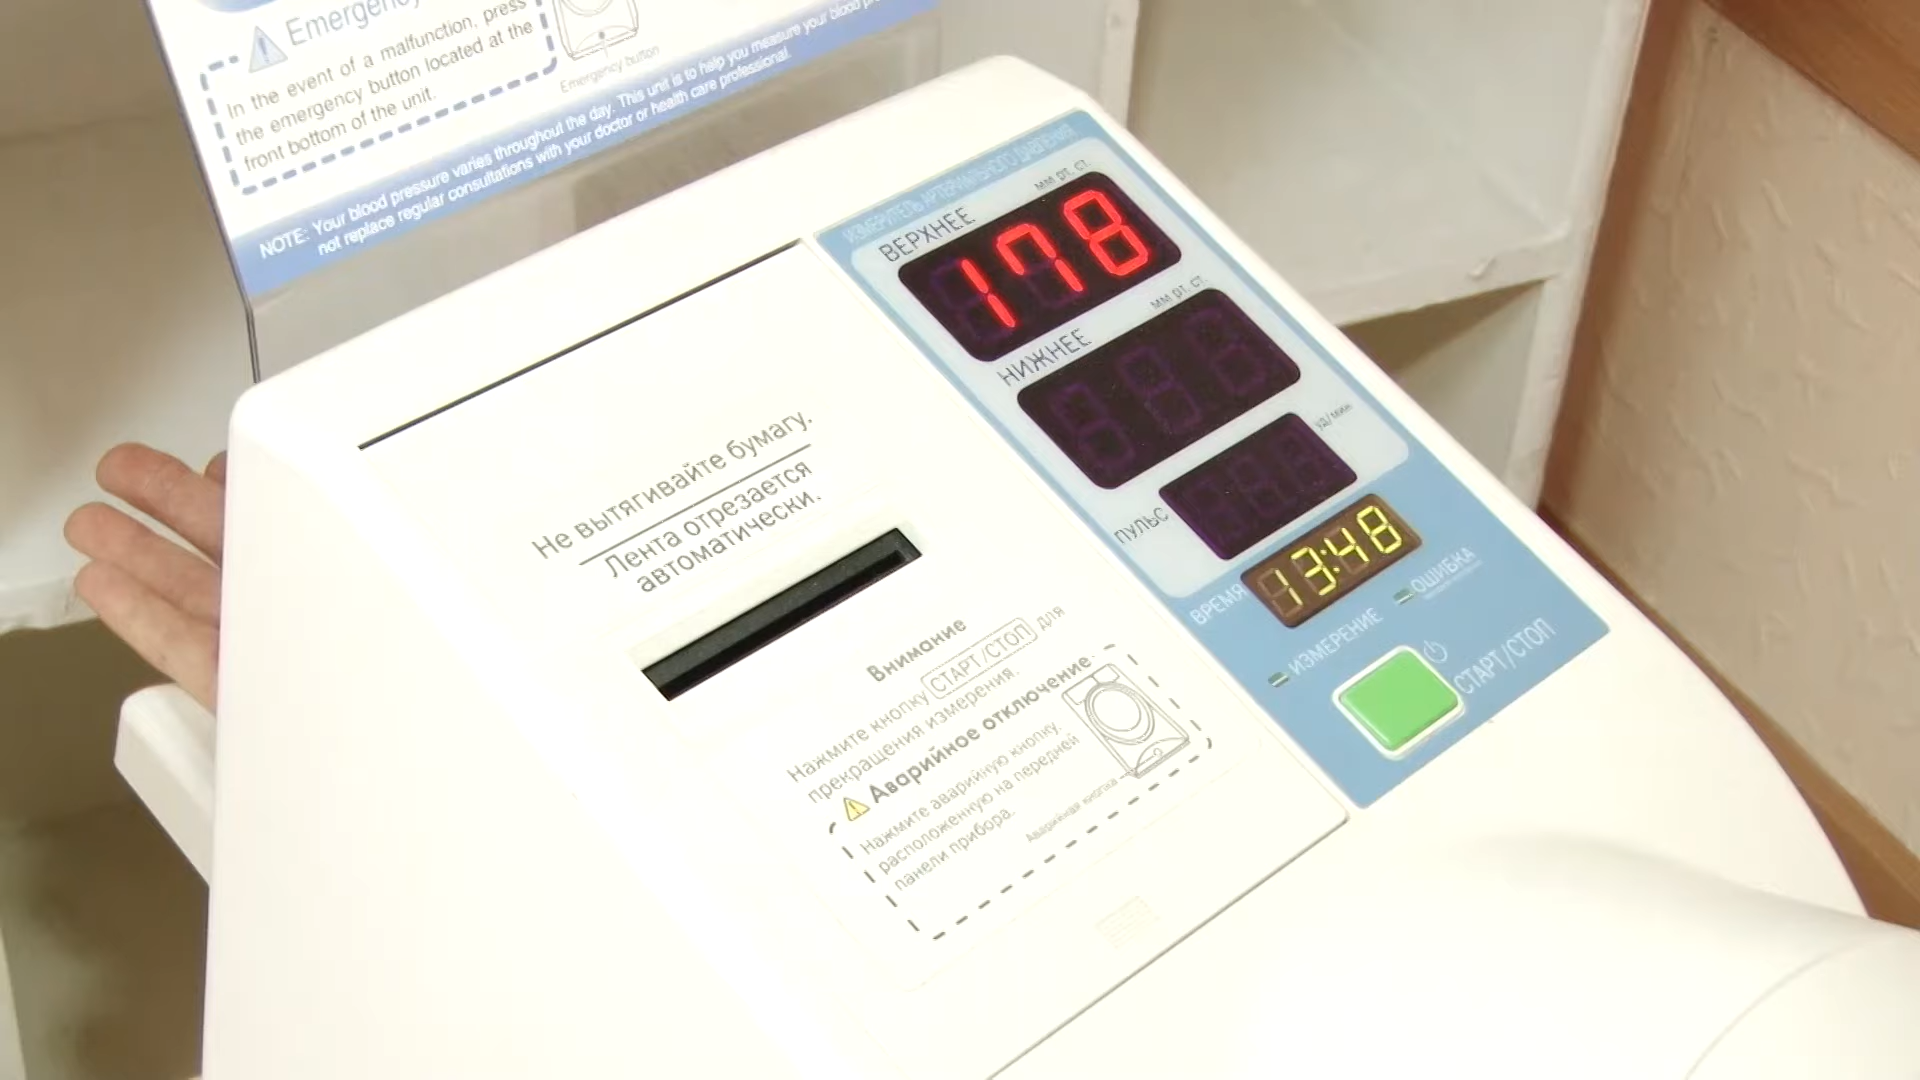 Emergency
In the event of a malfunction, press
the emergency button located at the
front bottom of the unit.
Emergency button
NOTE: Your blood pressure varies throughout the day. This unit is to help you measure your blood
not replace regular consultations with your doctor or health care professional.
ИЗМЕРИТЕЛЬ АРТЕРИАЛЬНОГО ДАВЛЕНИЯ
ВЕРХНЕЕ
мм рт. ст.
178
НИЖНЕЕ
мм рт. ст.
ПУЛЬС
уд/мин
ВРЕМЯ
13:48
ИЗМЕРЕНИЕ
ОШИБКА
СТАРТ/СТОП
Не вытягивайте бумагу.
Лента отрезается
автоматически.
Внимание
Нажмите кнопку СТАРТ/СТОП для
прекращения измерения.
Аварийное отключение
Нажмите аварийную кнопку,
расположенную на передней
панели прибора.
Аварийная кнопка